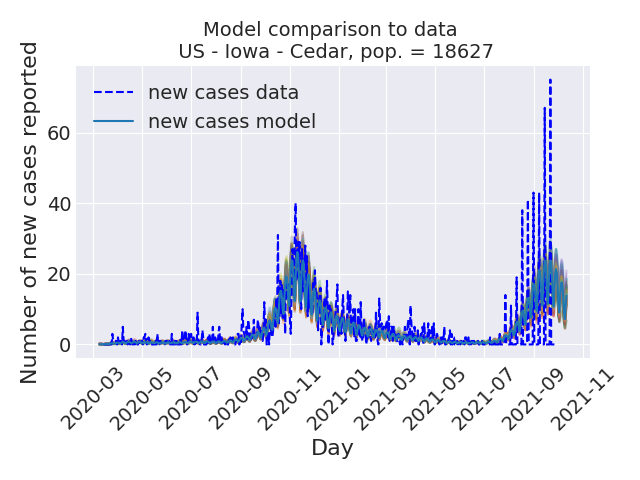 Model comparison to data
US - Iowa - Cedar, pop. = 18627
new cases data
new cases model
Number of new cases reported
60
40
20
0
2020-03
2020-05
2020-07
2020-09
2020-11
2021-01
2021-03
2021-05
2021-07
2021-09
2021-11
Day